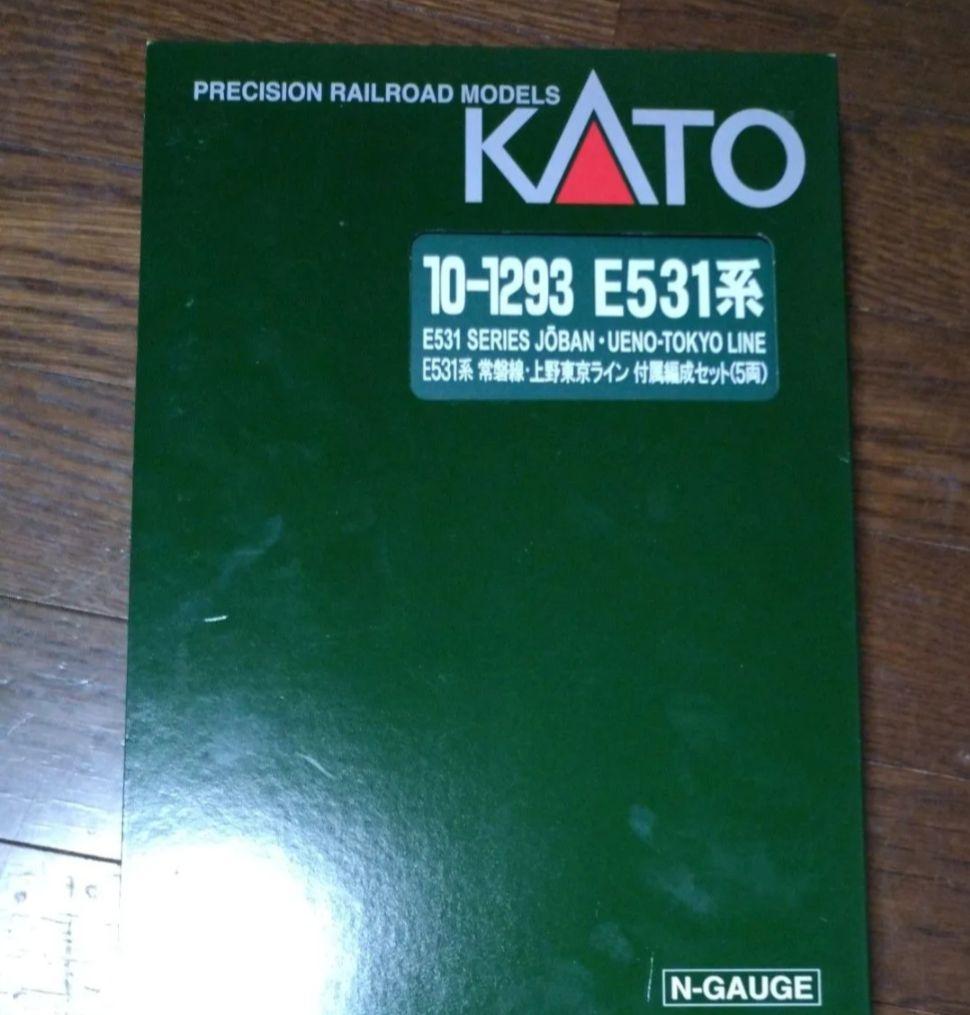 PRECISION RAILROAD MODELS
KATO
10-1293 E531系
E531 SERIES JŌBAN・UENO-TOKYO LINE
E531系 常磐線・上野東京ライン 付属編成セット(5両)
N-GAUGE